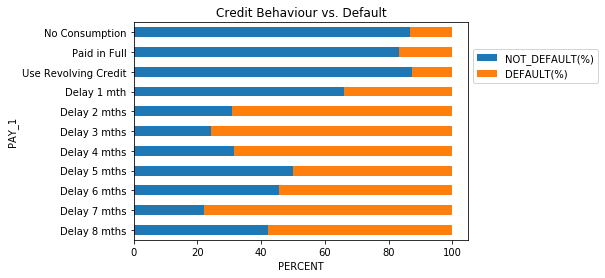 Credit Behaviour vs. Default
No Consumption
Paid in Full
Use Revolving Credit
Delay 1 mth
Delay 2 mths
Delay 3 mths
Delay 4 mths
Delay 5 mths
Delay 6 mths
Delay 7 mths
Delay 8 mths
PAY_1
0 20 40 60 80 100
PERCENT
NOT_DEFAULT(%)
DEFAULT(%)